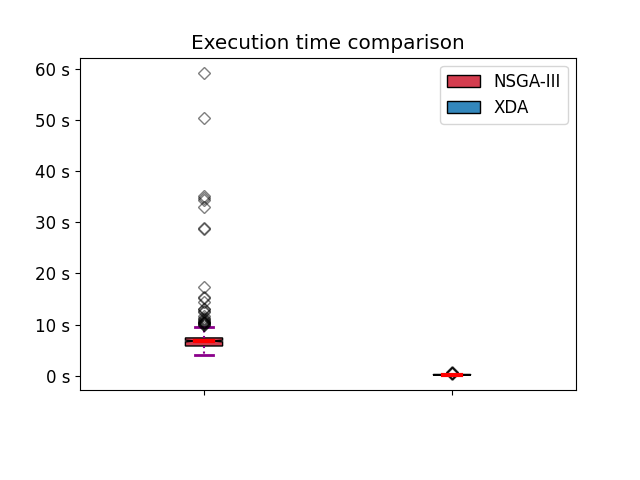 Execution time comparison
60 s
50 s
40 s
30 s
20 s
10 s
0 s
NSGA-III
XDA